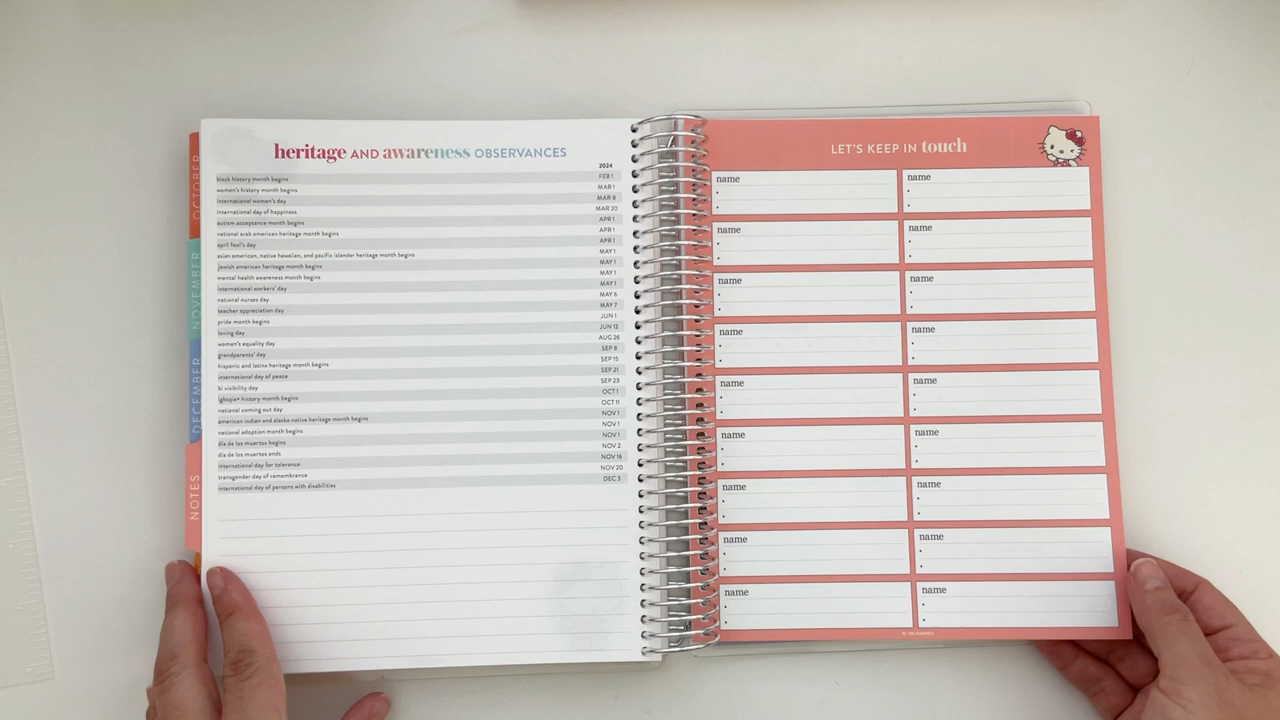 heritage AND awareness OBSERVANCES
2024
black history month begins FEB 1
women's history month begins MAR 1
international women's day MAR 8
international day of happiness MAR 20
autism acceptance month begins APR 1
national arab american heritage month begins APR 1
april fool's day APR 1
asian american, native hawaiian, and pacific islander heritage month begins MAY 1
jewish american heritage month begins MAY 1
mental health awareness month begins MAY 1
international workers' day MAY 1
national nurses day MAY 6
teacher appreciation day MAY 7
pride month begins JUN 1
loving day JUN 12
women's equality day AUG 26
grandparents' day SEP 8
hispanic and latinx heritage month begins SEP 15
international day of peace SEP 21
bi visibility day SEP 23
lgbtqia+ history month begins OCT 1
national coming out day OCT 11
american indian and alaska native heritage month begins NOV 1
national adoption month begins NOV 1
día de los muertos begins NOV 1
día de los muertos ends NOV 2
international day for tolerance NOV 16
transgender day of remembrance NOV 20
international day of persons with disabilities DEC 3
OCTOBER
NOVEMBER
DECEMBER
NOTES
LET'S KEEP IN touch
name name
name name
name name
name name
name name
name name
name name
name name
name name